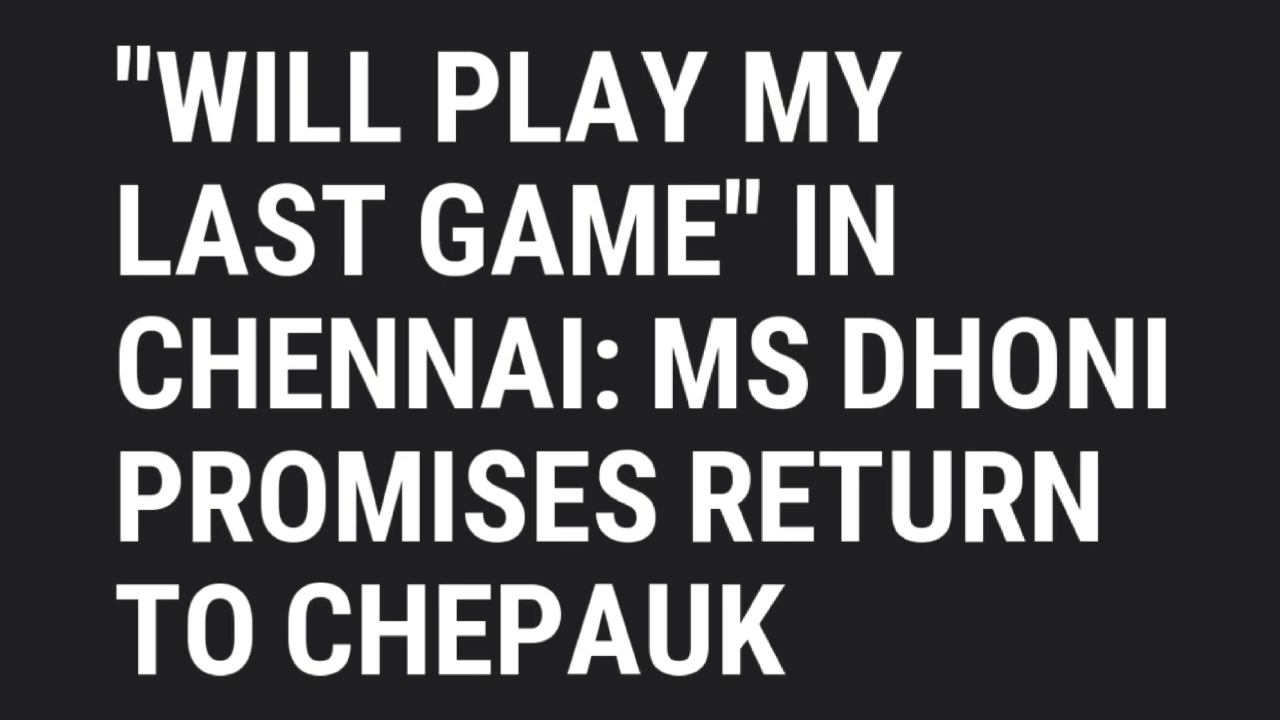 "WILL PLAY MY
LAST GAME" IN
CHENNAI: MS DHONI
PROMISES RETURN
TO CHEPAUK